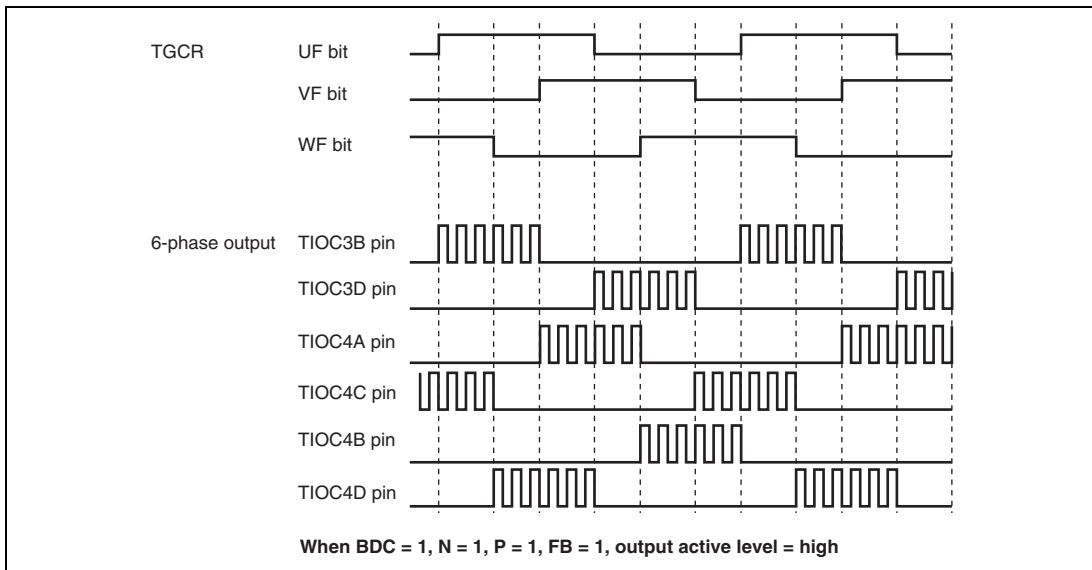 TGCR UF bit
VF bit
WF bit
6-phase output TIOC3B pin
TIOC3D pin
TIOC4A pin
TIOC4C pin
TIOC4B pin
TIOC4D pin
When BDC = 1, N = 1, P = 1, FB = 1, output active level = high